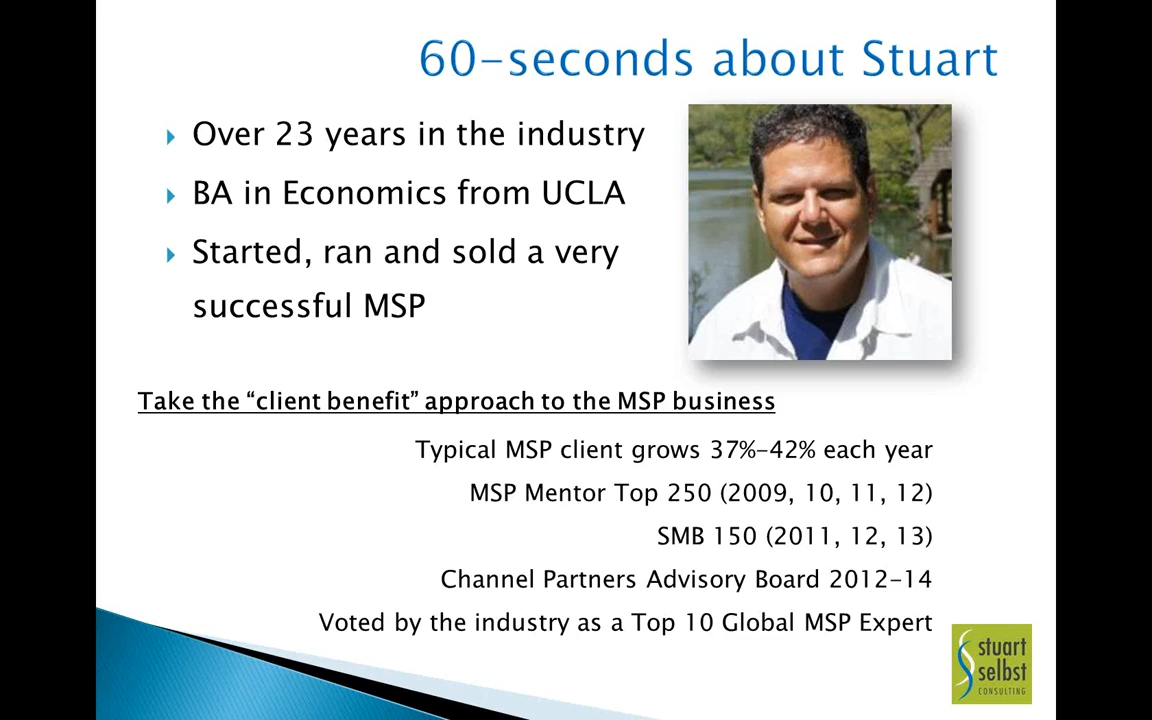 60-seconds about Stuart
Over 23 years in the industry
BA in Economics from UCLA
Started, ran and sold a very
successful MSP
Take the “client benefit” approach to the MSP business
Typical MSP client grows 37%-42% each year
MSP Mentor Top 250 (2009, 10, 11, 12)
SMB 150 (2011, 12, 13)
Channel Partners Advisory Board 2012-14
Voted by the industry as a Top 10 Global MSP Expert
stuart
selbst
CONSULTING